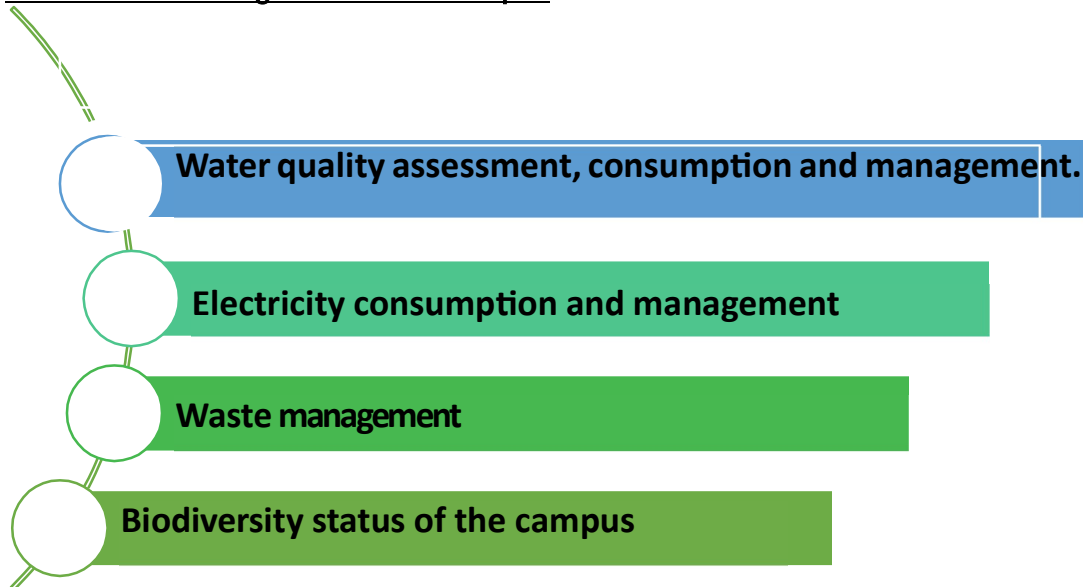 Water quality assessment, consumption and management.
Electricity consumption and management
Waste management
Biodiversity status of the campus